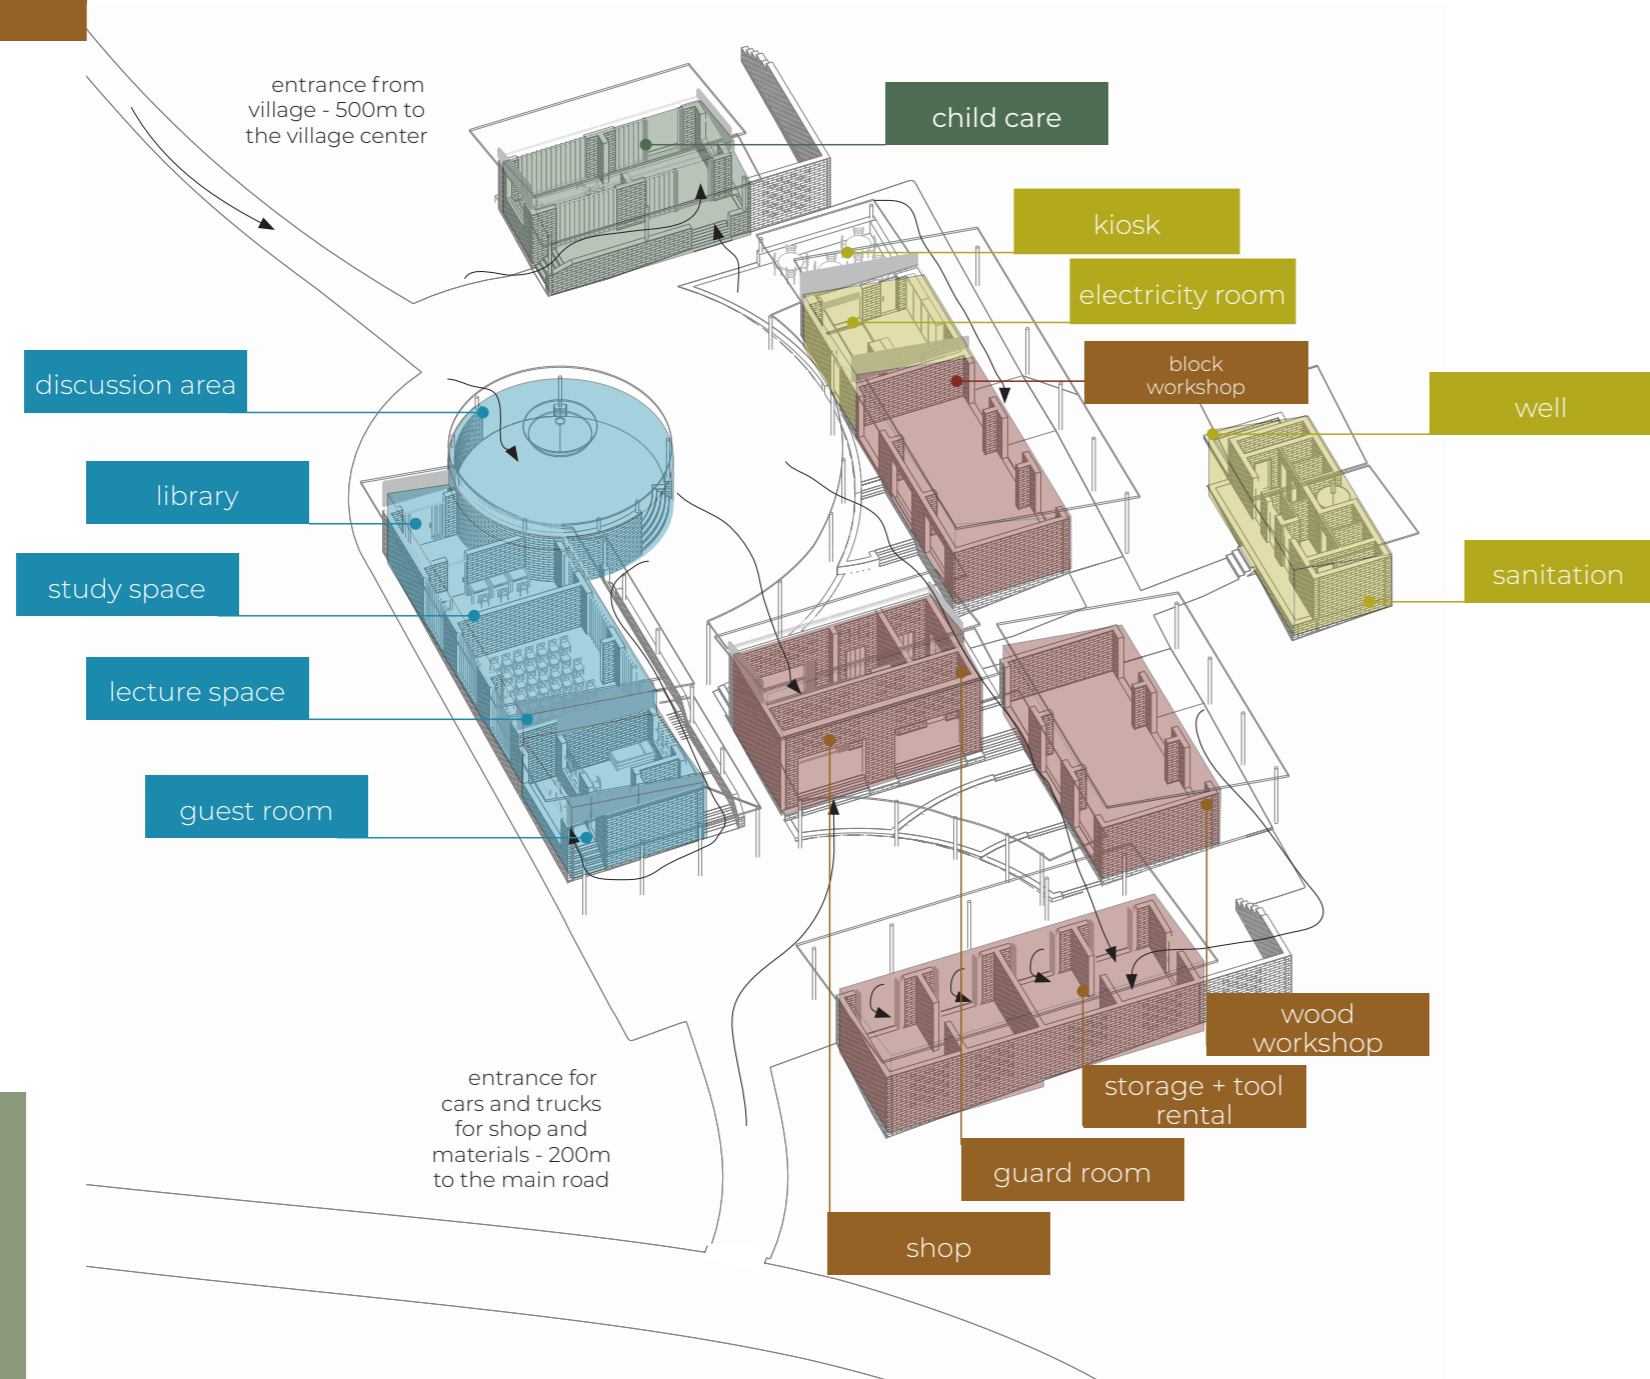 entrance from
village - 500m to
the village center
child care
kiosk
electricity room
block
workshop
well
sanitation
discussion area
library
study space
lecture space
guest room
wood
workshop
storage + tool
rental
guard room
shop
entrance for
cars and trucks
for shop and
materials - 200m
to the main road